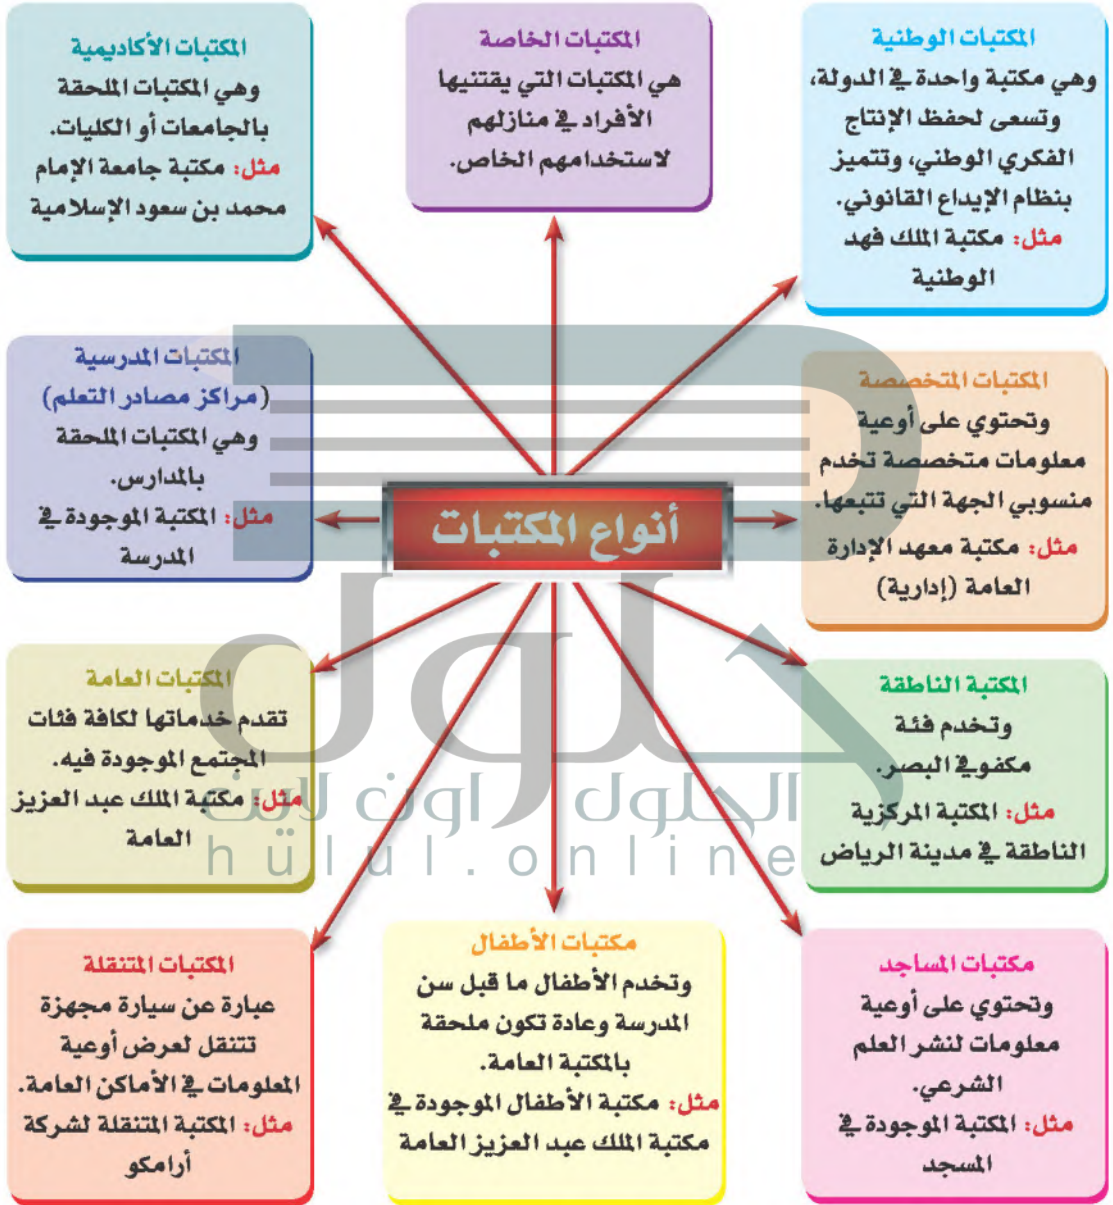 المكتبات الوطنية
وهي مكتبة واحدة في الدولة،
وتسعى لحفظ الإنتاج
الفكري الوطني، وتتميز
بنظام الإيداع القانوني.
مثل: مكتبة الملك فهد
الوطنية
المكتبات الخاصة
هي المكتبات التي يقتنيها
الأفراد في منازلهم
لاستخدامهم الخاص.
المكتبات الأكاديمية
وهي المكتبات الملحقة
بالجامعات أو الكليات.
مثل: مكتبة جامعة الإمام
محمد بن سعود الإسلامية
المكتبات المتخصصة
وتحتوي على أوعية
معلومات متخصصة تخدم
منسوبي الجهة التي تتبعها.
مثل: مكتبة معهد الإدارة
العامة (إدارية)
أنواع المكتبات
المكتبات المدرسية
(مراكز مصادر التعلم)
وهي المكتبات الملحقة
بالمدارس.
مثل: المكتبة الموجودة في
المدرسة
المكتبة الناطقة
وتخدم فئة
مكفوفي البصر.
مثل: المكتبة المركزية
الناطقة في مدينة الرياض
المكتبات العامة
تقدم خدماتها لكافة فئات
المجتمع الموجودة فيه.
مثل: مكتبة الملك عبد العزيز
العامة
حلول
الحلول اون لاين
hulul.online
مكتبات المساجد
وتحتوي على أوعية
معلومات لنشر العلم
الشرعي.
مثل: المكتبة الموجودة في
المسجد
مكتبات الأطفال
وتخدم الأطفال ما قبل سن
المدرسة وعادة تكون ملحقة
بالمكتبة العامة.
مثل: مكتبة الأطفال الموجودة في
مكتبة الملك عبد العزيز العامة
المكتبات المتنقلة
عبارة عن سيارة مجهزة
تتنقل لعرض أوعية
المعلومات في الأماكن العامة.
مثل: المكتبة المتنقلة لشركة
أرامكو